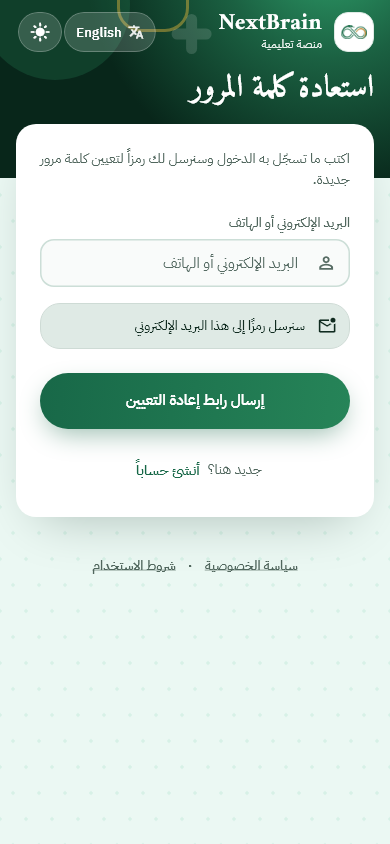 NextBrain
منصة تعليمية
English
استعادة كلمة المرور
اكتب ما تسجّل به الدخول وسنرسل لك رمزاً لتعيين كلمة مرور
جديدة.
البريد الإلكتروني أو الهاتف
البريد الإلكتروني أو الهاتف
سنرسل رمزًا إلى هذا البريد الإلكتروني
إرسال رابط إعادة التعيين
جديد هنا؟ أنشئ حساباً
سياسة الخصوصية · شروط الاستخدام